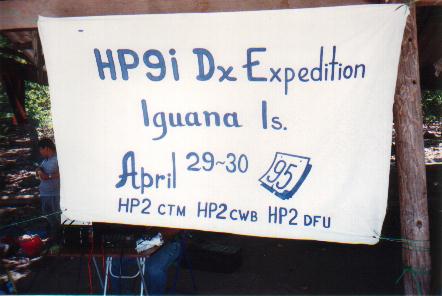 HP9i Dx Expedition
Iguana Is.
April 29~30 95
HP2 CTM HP2 CWB HP2 DFU